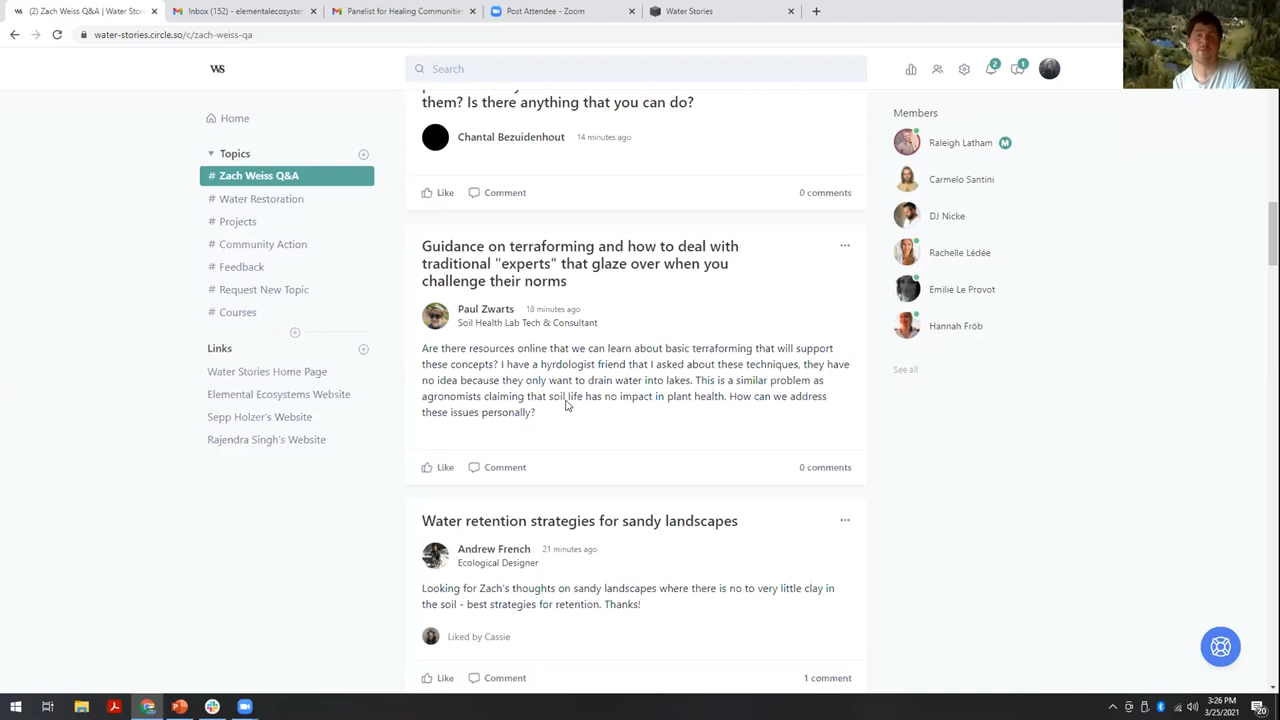 (2) Zach Weiss Q&A | Water Stor
Inbox (152) - elementalecosystem
Panelist for Healing Communities
Post Attendee - Zoom
Water Stories
water-stories.circle.so/c/zach-weiss-qa
WS
Search
2
1
Home
Topics
# Zach Weiss Q&A
# Water Restoration
# Projects
# Community Action
# Feedback
# Request New Topic
# Courses
Links
Water Stories Home Page
Elemental Ecosystems Website
Sepp Holzer's Website
Rajendra Singh's Website
them? Is there anything that you can do?
Chantal Bezuidenhout 14 minutes ago
Like Comment 0 comments
Guidance on terraforming and how to deal with
traditional "experts" that glaze over when you
challenge their norms
Paul Zwarts 18 minutes ago
Soil Health Lab Tech & Consultant
Are there resources online that we can learn about basic terraforming that will support
these concepts? I have a hyrdologist friend that I asked about these techniques, they have
no idea because they only want to drain water into lakes. This is a similar problem as
agronomists claiming that soil life has no impact in plant health. How can we address
these issues personally?
Like Comment 0 comments
Water retention strategies for sandy landscapes
Andrew French 21 minutes ago
Ecological Designer
Looking for Zach's thoughts on sandy landscapes where there is no to very little clay in
the soil - best strategies for retention. Thanks!
Liked by Cassie
Like Comment 1 comment
Members
Raleigh Latham M
Carmelo Santini
DJ Nicke
Rachelle Lédée
Emilie Le Provot
Hannah Fröb
See all
3:26 PM
3/25/2021
20